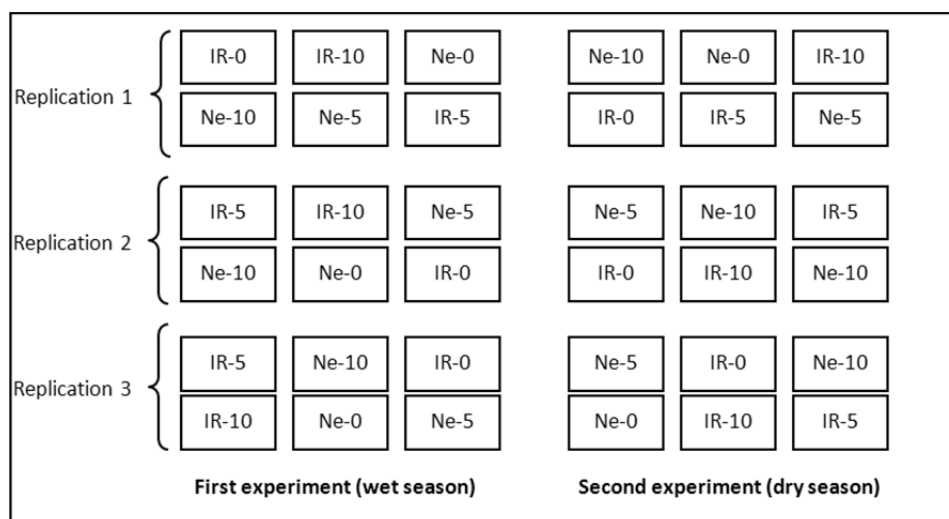 IR-0 IR-10 Ne-0 Ne-10 Ne-0 IR-10
Replication 1
Ne-10 Ne-5 IR-5 IR-0 IR-5 Ne-5
IR-5 IR-10 Ne-5 Ne-5 Ne-10 IR-5
Replication 2
Ne-10 Ne-0 IR-0 IR-0 IR-10 Ne-10
IR-5 Ne-10 IR-0 Ne-5 IR-0 Ne-10
Replication 3
IR-10 Ne-0 Ne-5 Ne-0 IR-10 IR-5
First experiment (wet season) Second experiment (dry season)